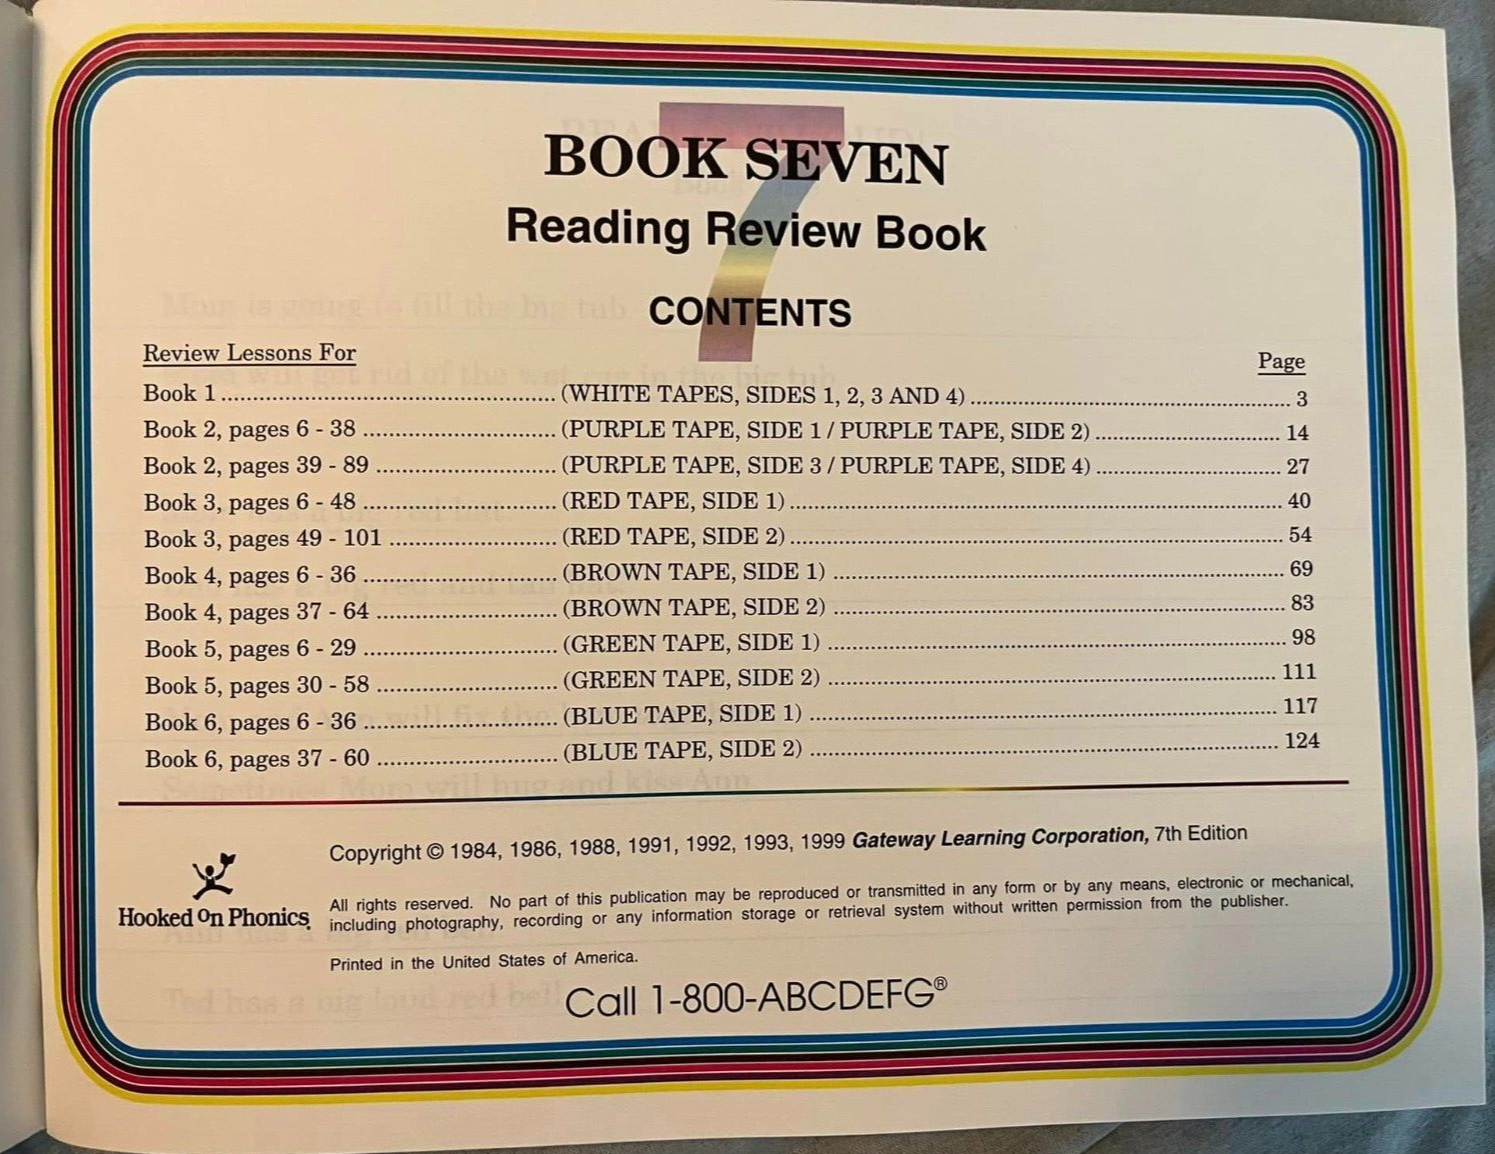 7
BOOK SEVEN
Reading Review Book
CONTENTS
Review Lessons For Page
Book 1 (WHITE TAPES, SIDES 1, 2, 3 AND 4) 3
Book 2, pages 6 - 38 (PURPLE TAPE, SIDE 1 / PURPLE TAPE, SIDE 2) 14
Book 2, pages 39 - 89 (PURPLE TAPE, SIDE 3 / PURPLE TAPE, SIDE 4) 27
Book 3, pages 6 - 48 (RED TAPE, SIDE 1) 40
Book 3, pages 49 - 101 (RED TAPE, SIDE 2) 54
Book 4, pages 6 - 36 (BROWN TAPE, SIDE 1) 69
Book 4, pages 37 - 64 (BROWN TAPE, SIDE 2) 83
Book 5, pages 6 - 29 (GREEN TAPE, SIDE 1) 98
Book 5, pages 30 - 58 (GREEN TAPE, SIDE 2) 111
Book 6, pages 6 - 36 (BLUE TAPE, SIDE 1) 117
Book 6, pages 37 - 60 (BLUE TAPE, SIDE 2) 124
Hooked On Phonics.
Copyright © 1984, 1986, 1988, 1991, 1992, 1993, 1999 Gateway Learning Corporation, 7th Edition
All rights reserved. No part of this publication may be reproduced or transmitted in any form or by any means, electronic or mechanical,
including photography, recording or any information storage or retrieval system without written permission from the publisher.
Printed in the United States of America.
Call 1-800-ABCDEFG®